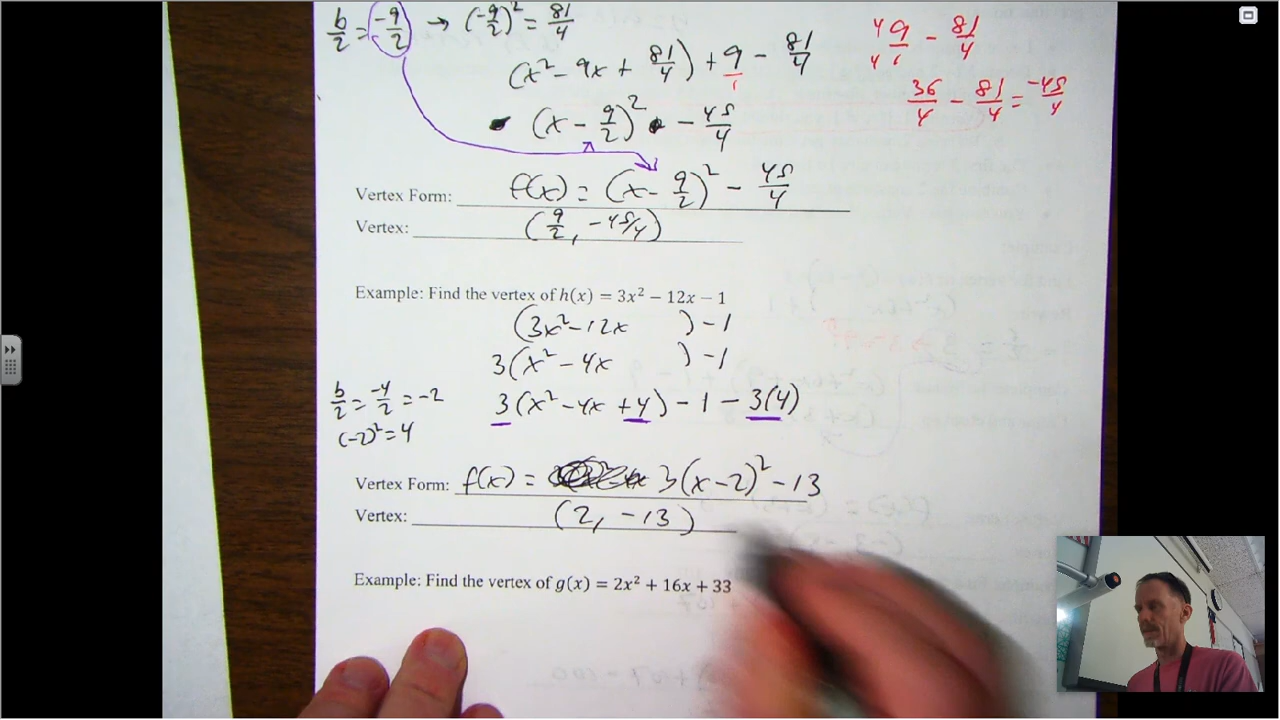 b/2 = -9/2 → (-9/2)² = 81/4
4 9/1 4 - 81/4
(x² - 9x + 81/4) + 9/1 - 81/4
36/4 - 81/4 = -45/4
(x - 9/2)² - 45/4
Vertex Form: f(x) = (x - 9/2)² - 45/4
Vertex: (9/2, -45/4)
Example: Find the vertex of h(x) = 3x² − 12x − 1
(3x² - 12x ) - 1
3(x² - 4x ) - 1
b/2 = -4/2 = -2
3(x² - 4x + 4) - 1 - 3(4)
(-2)² = 4
Vertex Form: f(x) = 3(x - 2)² - 13
Vertex: (2, -13)
Example: Find the vertex of g(x) = 2x² + 16x + 33